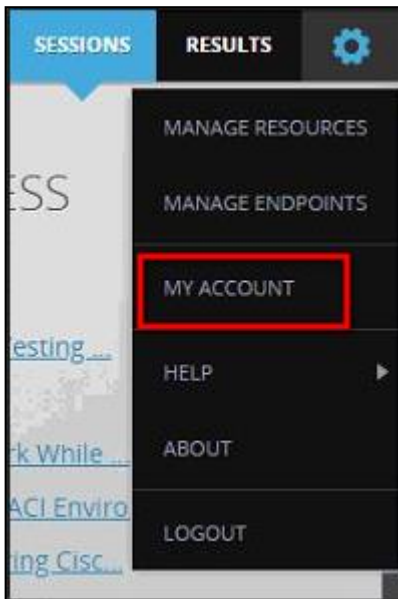 SESSIONS RESULTS
MANAGE RESOURCES
ESS
MANAGE ENDPOINTS
MY ACCOUNT
esting ...
HELP
rk While ...
ABOUT
ACI Enviro
LOGOUT
ing Cisc...